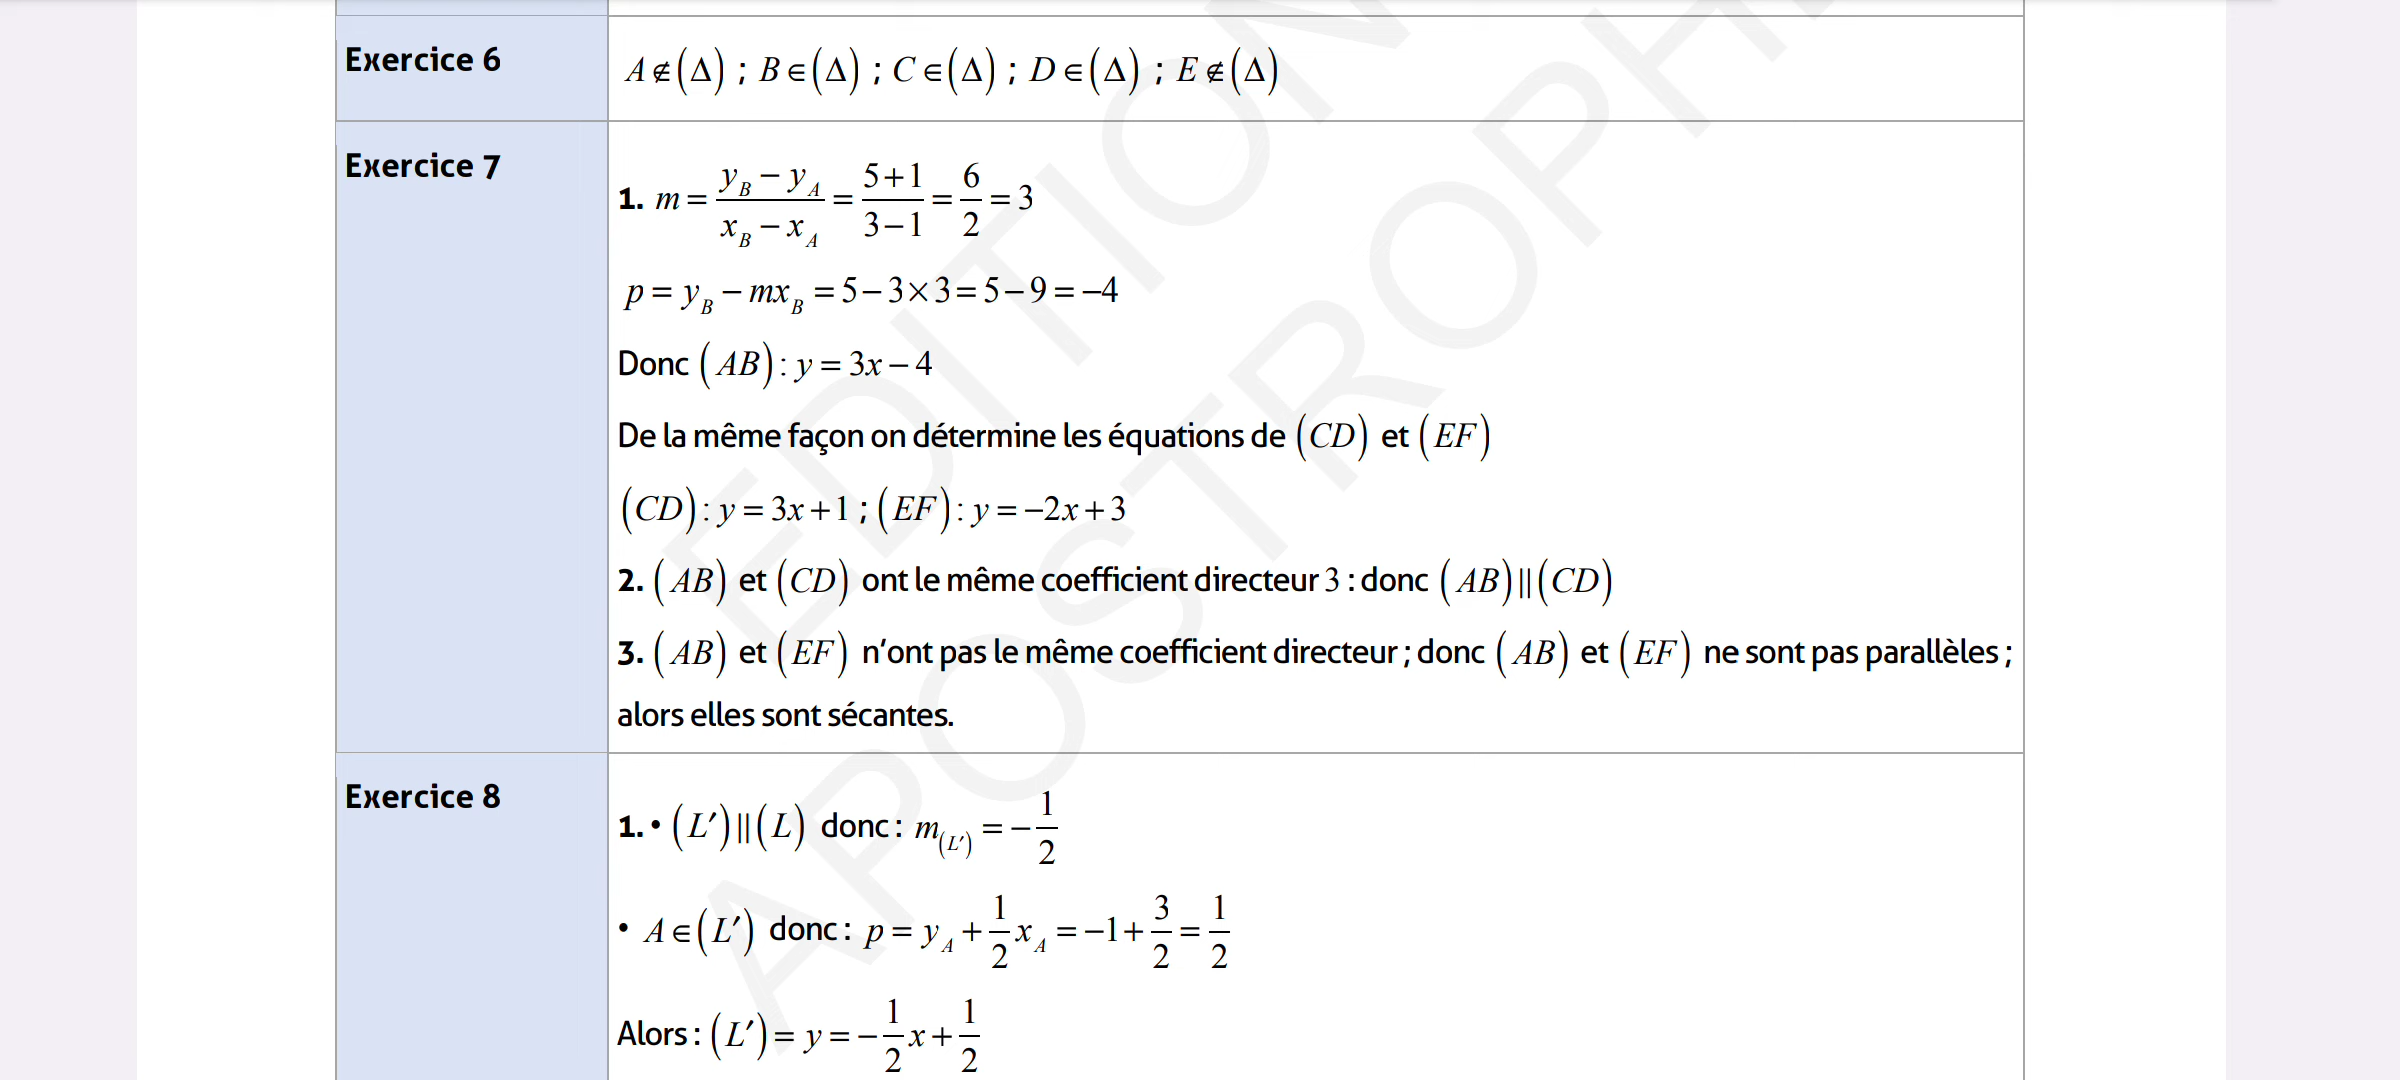 Exercice 6
A∉(Δ) ; B∈(Δ) ; C∈(Δ) ; D∈(Δ) ; E∉(Δ)
Exercice 7
1. m = (y_B − y_A)/(x_B − x_A) = (5+1)/(3−1) = 6/2 = 3
p = y_B − mx_B = 5−3×3 = 5−9 = −4
Donc (AB): y = 3x − 4
De la même façon on détermine les équations de (CD) et (EF)
(CD): y = 3x+1 ; (EF): y = −2x+3
2. (AB) et (CD) ont le même coefficient directeur 3 : donc (AB)||(CD)
3. (AB) et (EF) n'ont pas le même coefficient directeur ; donc (AB) et (EF) ne sont pas parallèles ;
alors elles sont sécantes.
Exercice 8
1. • (L′)||(L) donc : m_(L′) = −1/2
• A∈(L′) donc : p = y_A + 1/2 x_A = −1 + 3/2 = 1/2
Alors : (L′) = y = −1/2 x + 1/2
EDITION
APOSTROPH